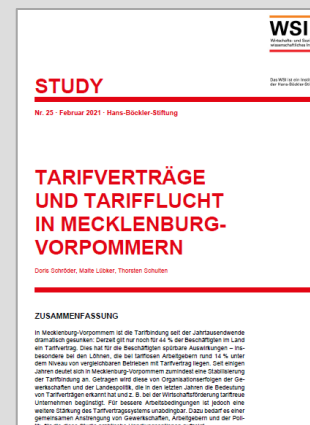 WSI
Wirtschafts- und Sozial
wissenschaftliches In
Das WSI ist ein Insti
der Hans-Böckler-St
STUDY
Nr. 25 · Februar 2021 · Hans-Böckler-Stiftung
TARIFVERTRÄGE
UND TARIFFLUCHT
IN MECKLENBURG-
VORPOMMERN
Doris Schröder, Malte Lübker, Thorsten Schulten
ZUSAMMENFASSUNG
In Mecklenburg-Vorpommern ist die Tarifbindung seit der Jahrtausendwende
dramatisch gesunken: Derzeit gilt nur noch für 44 % der Beschäftigten im Land
ein Tarifvertrag. Dies hat für die Beschäftigten spürbare Auswirkungen – ins-
besondere bei den Löhnen, die bei tariflosen Arbeitgebern rund 14 % unter
dem Niveau von vergleichbaren Betrieben mit Tarifvertrag liegen. Seit einigen
Jahren deutet sich in Mecklenburg-Vorpommern zumindest eine Stabilisierung
der Tarifbindung an. Getragen wird diese von Organisationserfolgen der Ge-
werkschaften und der Landespolitik, die in den letzten Jahren die Bedeutung
von Tarifverträgen erkannt hat und z. B. bei der Wirtschaftsförderung tariftreue
Unternehmen begünstigt. Für bessere Arbeitsbedingungen ist jedoch eine
weitere Stärkung des Tarifvertragssystems unabdingbar. Dazu bedarf es einer
gemeinsamen Anstrengung von Gewerkschaften, Arbeitgebern und der Poli-